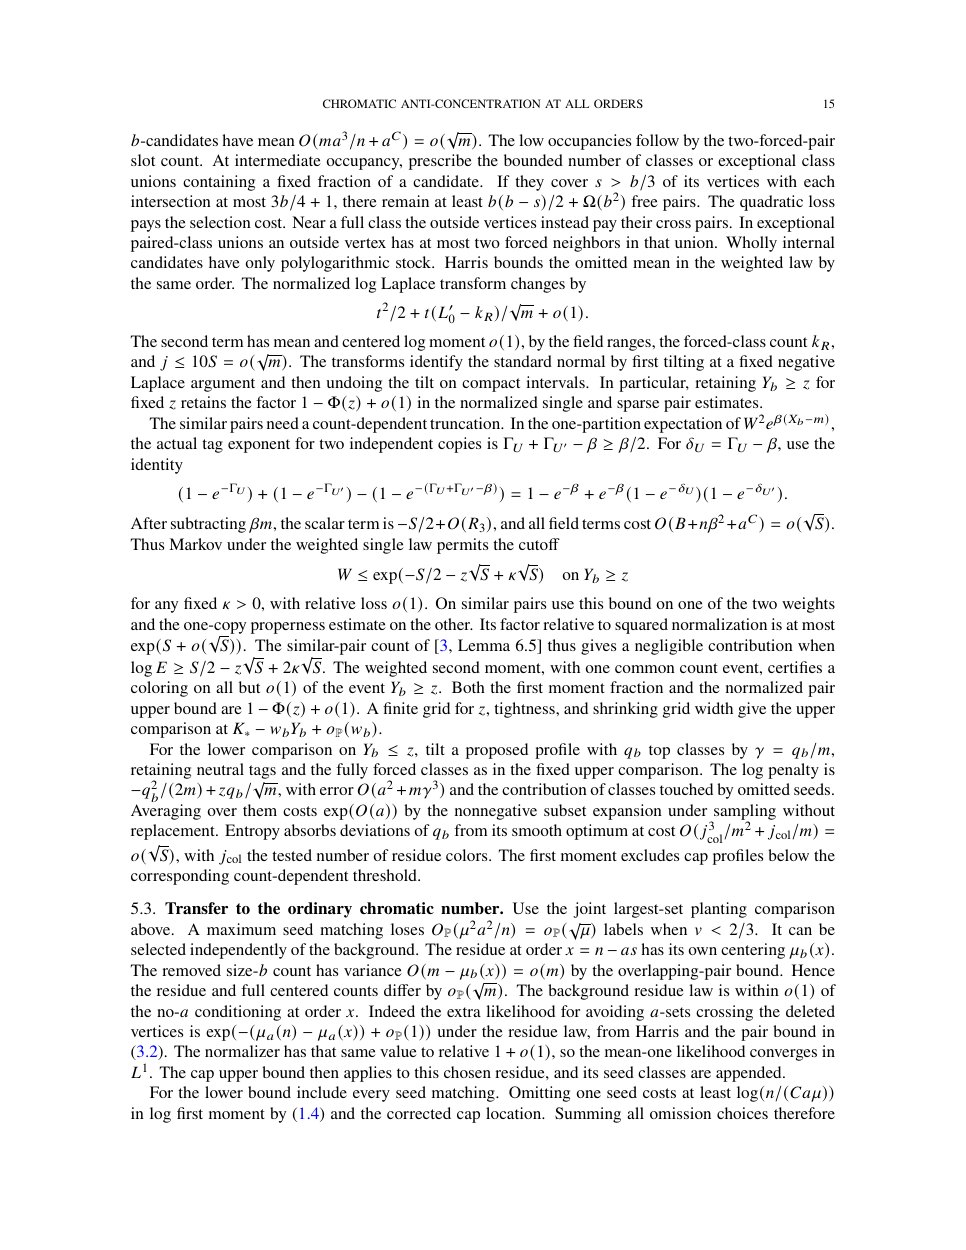 CHROMATIC ANTI-CONCENTRATION AT ALL ORDERS 15
b-candidates have mean O(ma³/n + a^C) = o(√m). The low occupancies follow by the two-forced-pair
slot count. At intermediate occupancy, prescribe the bounded number of classes or exceptional class
unions containing a fixed fraction of a candidate. If they cover s > b/3 of its vertices with each
intersection at most 3b/4 + 1, there remain at least b(b − s)/2 + Ω(b²) free pairs. The quadratic loss
pays the selection cost. Near a full class the outside vertices instead pay their cross pairs. In exceptional
paired-class unions an outside vertex has at most two forced neighbors in that union. Wholly internal
candidates have only polylogarithmic stock. Harris bounds the omitted mean in the weighted law by
the same order. The normalized log Laplace transform changes by
t²/2 + t(L′₀ − k_R)/√m + o(1).
The second term has mean and centered log moment o(1), by the field ranges, the forced-class count k_R,
and j ≤ 10S = o(√m). The transforms identify the standard normal by first tilting at a fixed negative
Laplace argument and then undoing the tilt on compact intervals. In particular, retaining Y_b ≥ z for
fixed z retains the factor 1 − Φ(z) + o(1) in the normalized single and sparse pair estimates.
The similar pairs need a count-dependent truncation. In the one-partition expectation of W²e^{β(X_b−m)},
the actual tag exponent for two independent copies is Γ_U + Γ_{U′} − β ≥ β/2. For δ_U = Γ_U − β, use the
identity
(1 − e^{−Γ_U}) + (1 − e^{−Γ_{U′}}) − (1 − e^{−(Γ_U+Γ_{U′}−β)}) = 1 − e^{−β} + e^{−β}(1 − e^{−δ_U})(1 − e^{−δ_{U′}}).
After subtracting βm, the scalar term is −S/2+O(R₃), and all field terms cost O(B+nβ²+a^C) = o(√S).
Thus Markov under the weighted single law permits the cutoff
W ≤ exp(−S/2 − z√S + κ√S) on Y_b ≥ z
for any fixed κ > 0, with relative loss o(1). On similar pairs use this bound on one of the two weights
and the one-copy properness estimate on the other. Its factor relative to squared normalization is at most
exp(S + o(√S)). The similar-pair count of [3, Lemma 6.5] thus gives a negligible contribution when
log E ≥ S/2 − z√S + 2κ√S. The weighted second moment, with one common count event, certifies a
coloring on all but o(1) of the event Y_b ≥ z. Both the first moment fraction and the normalized pair
upper bound are 1 − Φ(z) + o(1). A finite grid for z, tightness, and shrinking grid width give the upper
comparison at K_* − w_bY_b + o_ℙ(w_b).
For the lower comparison on Y_b ≤ z, tilt a proposed profile with q_b top classes by γ = q_b/m,
retaining neutral tags and the fully forced classes as in the fixed upper comparison. The log penalty is
−q_b²/(2m) + zq_b/√m, with error O(a² + mγ³) and the contribution of classes touched by omitted seeds.
Averaging over them costs exp(O(a)) by the nonnegative subset expansion under sampling without
replacement. Entropy absorbs deviations of q_b from its smooth optimum at cost O(j³_col/m² + j_col/m) =
o(√S), with j_col the tested number of residue colors. The first moment excludes cap profiles below the
corresponding count-dependent threshold.
5.3. Transfer to the ordinary chromatic number. Use the joint largest-set planting comparison
above. A maximum seed matching loses O_ℙ(μ²a²/n) = o_ℙ(√μ) labels when ν < 2/3. It can be
selected independently of the background. The residue at order x = n − as has its own centering μ_b(x).
The removed size-b count has variance O(m − μ_b(x)) = o(m) by the overlapping-pair bound. Hence
the residue and full centered counts differ by o_ℙ(√m). The background residue law is within o(1) of
the no-a conditioning at order x. Indeed the extra likelihood for avoiding a-sets crossing the deleted
vertices is exp(−(μ_a(n) − μ_a(x)) + o_ℙ(1)) under the residue law, from Harris and the pair bound in
(3.2). The normalizer has that same value to relative 1 + o(1), so the mean-one likelihood converges in
L¹. The cap upper bound then applies to this chosen residue, and its seed classes are appended.
For the lower bound include every seed matching. Omitting one seed costs at least log(n/(Caμ))
in log first moment by (1.4) and the corrected cap location. Summing all omission choices therefore